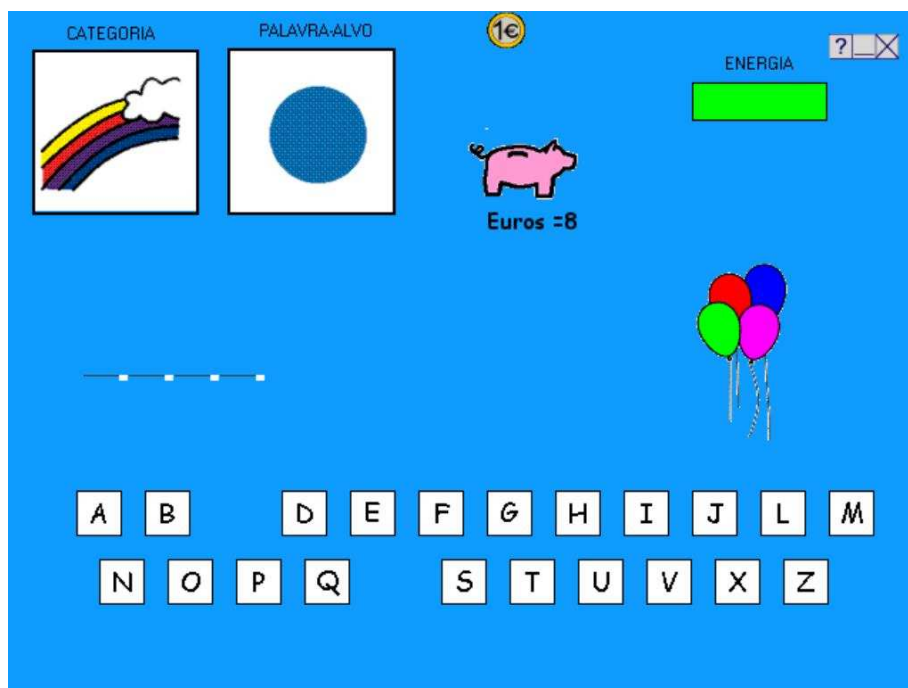 CATEGORIA
PALAVRA-ALVO
1€
?
ENERGIA
Euros =8
A B D E F G H I J L M
N O P Q S T U V X Z